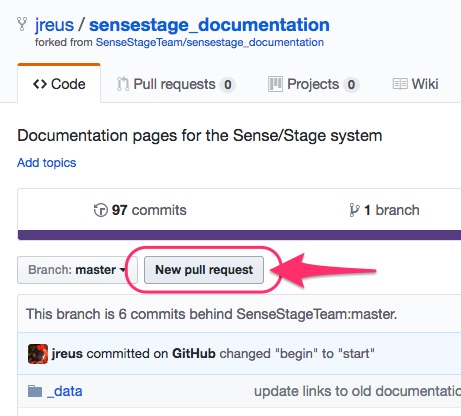 jreus / sensestage_documentation
forked from SenseStageTeam/sensestage_documentation
<> Code Pull requests 0 Projects 0 Wiki
Documentation pages for the Sense/Stage system
Add topics
97 commits 1 branch
Branch: master New pull request
This branch is 6 commits behind SenseStageTeam:master.
jreus committed on GitHub changed "begin" to "start"
_data update links to old documentatio